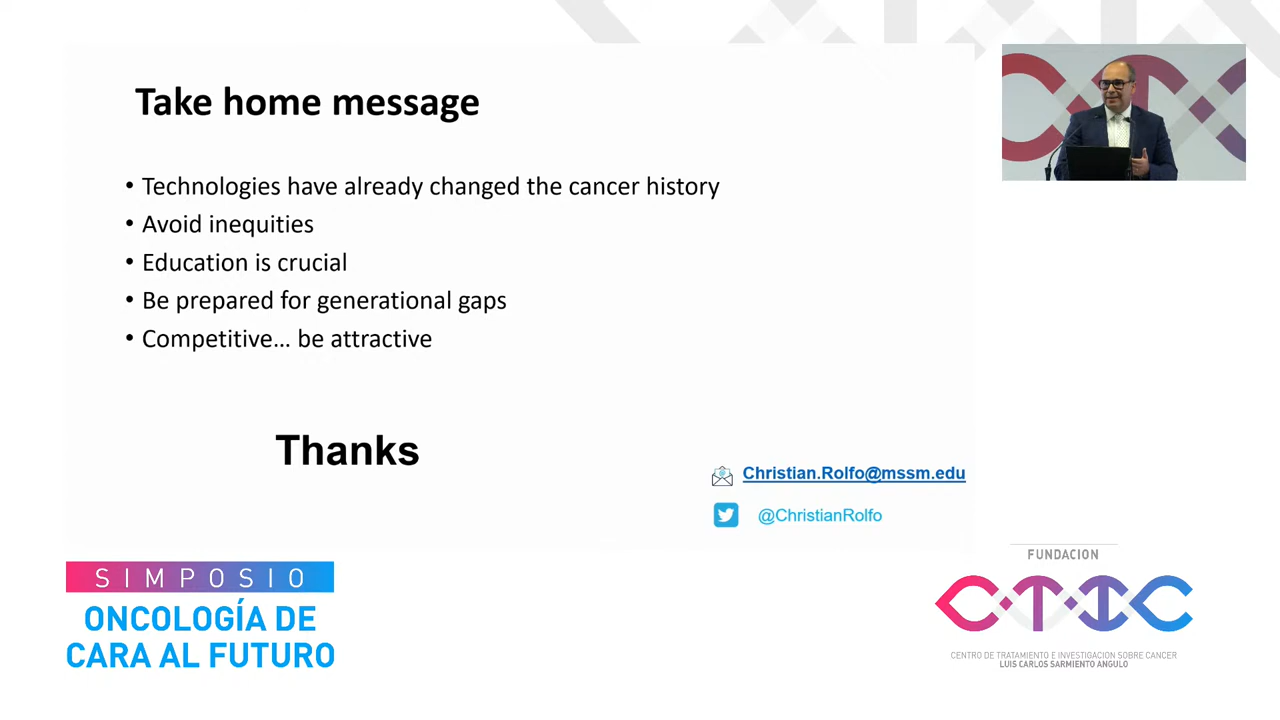 Take home message
• Technologies have already changed the cancer history
• Avoid inequities
• Education is crucial
• Be prepared for generational gaps
• Competitive... be attractive
Thanks
Christian.Rolfo@mssm.edu
@ChristianRolfo
SIMPOSIO
ONCOLOGÍA DE
CARA AL FUTURO
FUNDACION
CTIC
CENTRO DE TRATAMIENTO E INVESTIGACION SOBRE CANCER
LUIS CARLOS SARMIENTO ANGULO